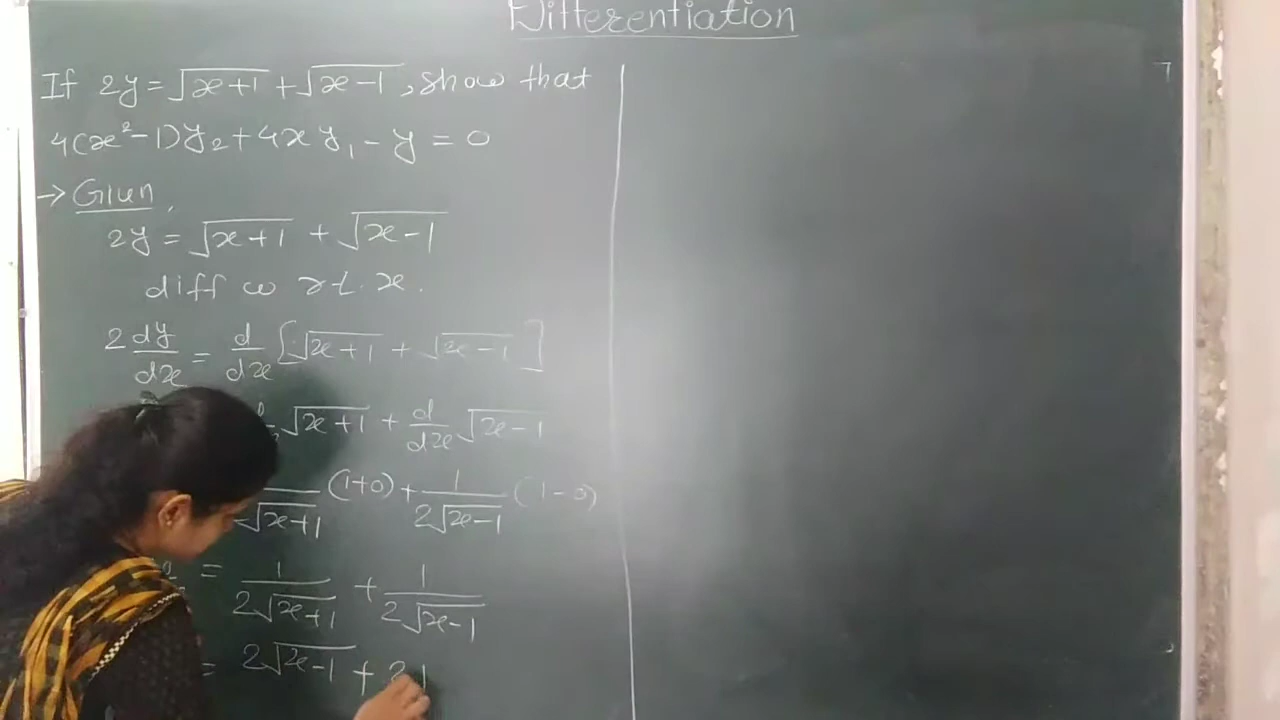 Differentiation
If 2y = √(x+1) + √(x-1), show that
4(x²-1)y₂ + 4xy₁ - y = 0
→ Given,
2y = √(x+1) + √(x-1)
diff w r.t. x.
2 dy/dx = d/dx [√(x+1) + √(x-1)]
√(x+1) + d/dx √(x-1)
√(x+1) (1+0) + 1/(2√(x-1)) (1-0)
= 1/(2√(x+1)) + 1/(2√(x-1))
= 2√(x-1) + 2